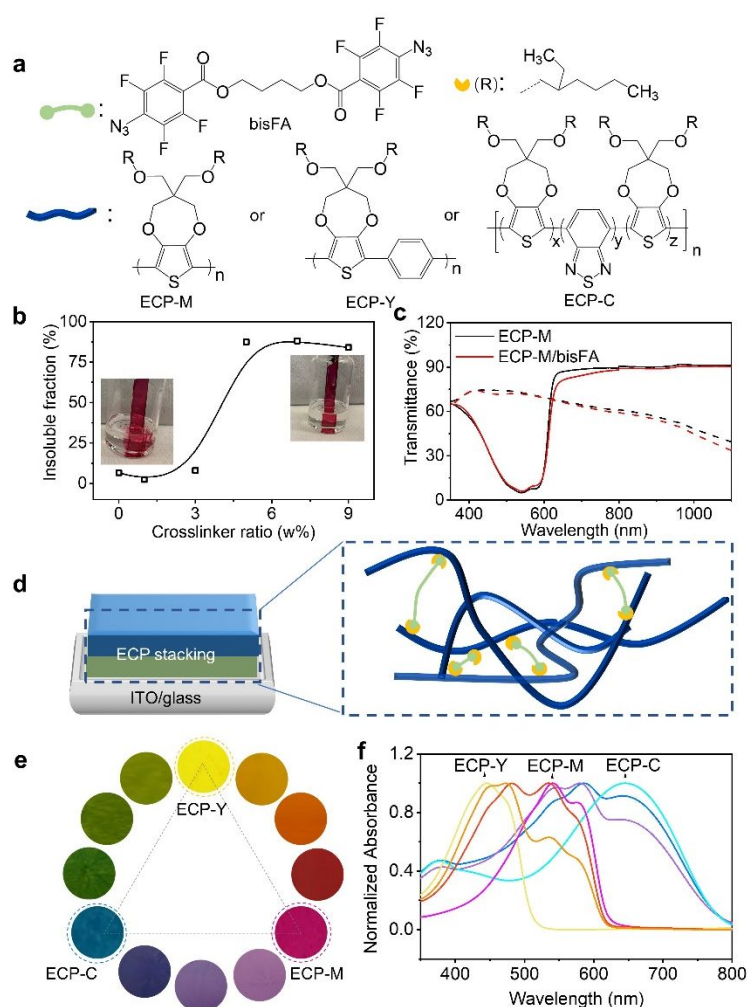 a
F
F
O
F
F
N3
O
O
F
F
O
F
F
N3
bisFA
(R):
H3C
CH3
R
R
O
O
O
O
S
n
ECP-M
or
R
R
O
O
O
O
S
n
ECP-Y
or
R
R
R
R
O
O
O
O
O
O
O
O
S
x
y
S
z
n
N
N
S
ECP-C
b
Insoluble fraction (%)
100
75
50
25
0
0
3
6
9
Crosslinker ratio (w%)
c
Transmittance (%)
120
90
60
30
0
ECP-M
ECP-M/bisFA
400
600
800
1000
Wavelength (nm)
d
ECP stacking
ITO/glass
e
ECP-Y
ECP-C
ECP-M
f
Normalized Absorbance
1.2
0.8
0.4
0.0
ECP-Y
ECP-M
ECP-C
400
500
600
700
800
Wavelength (nm)